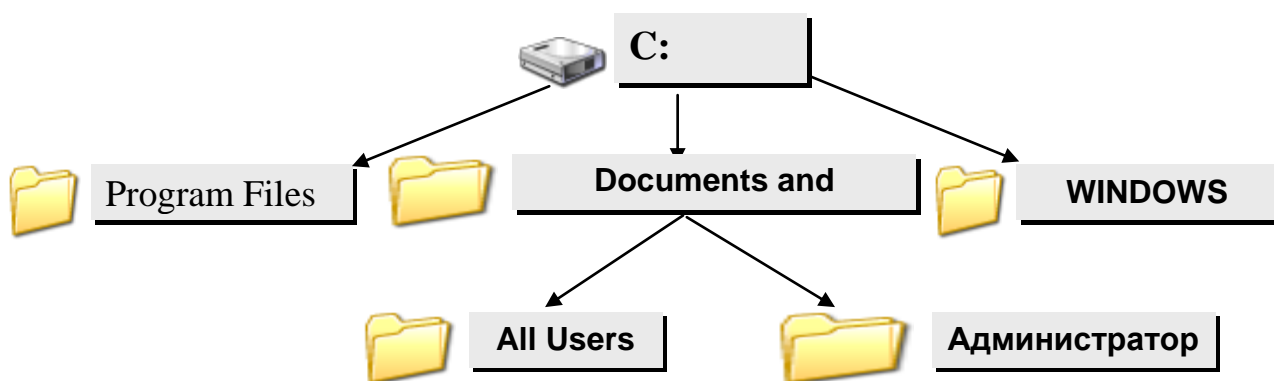 C:
Program Files
Documents and
WINDOWS
All Users
Администратор